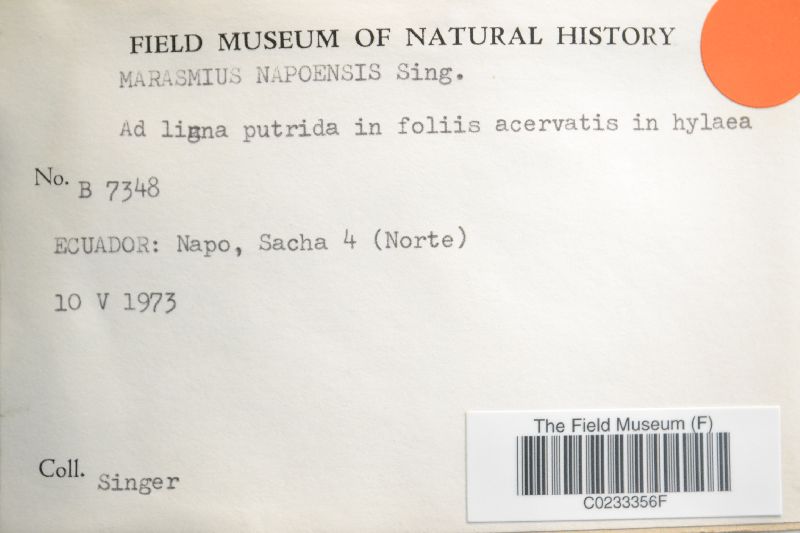 FIELD MUSEUM OF NATURAL HISTORY
MARASMIUS NAPOENSIS Sing.
Ad ligna putrida in foliis acervatis in hylaea
No. B 7348
ECUADOR: Napo, Sacha 4 (Norte)
10 V 1973
Coll. Singer
The Field Museum (F)
C0233356F